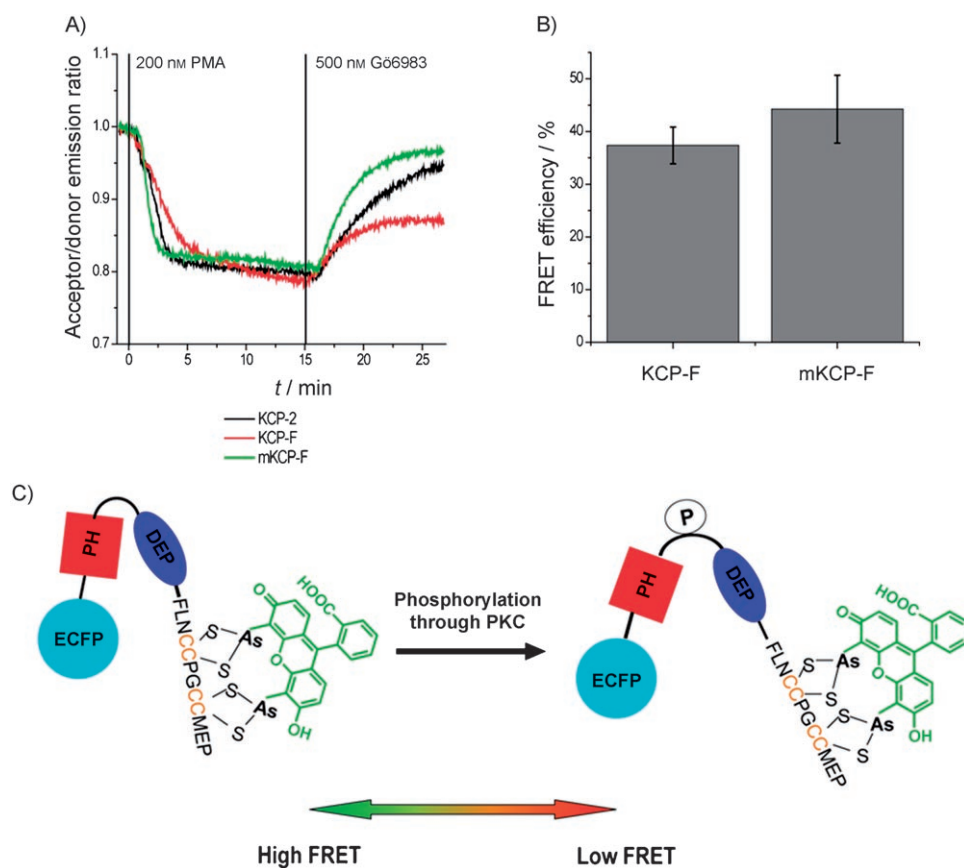 A)
200 nM PMA
500 nM Gö6983
Acceptor/donor emission ratio
1.1
1.0
0.9
0.8
0.7
0 5 10 15 20 25
t / min
KCP-2
KCP-F
mKCP-F
B)
FRET efficiency / %
50
40
30
20
10
0
KCP-F mKCP-F
C)
PH
DEP
ECFP
FLNCCPGCCMEP
S
S
S
S
As
As
O
O
HOOC
OH
Phosphorylation
through PKC
P
PH
DEP
ECFP
FLNCCPGCCMEP
S
S
S
S
As
As
O
O
HOOC
OH
High FRET Low FRET